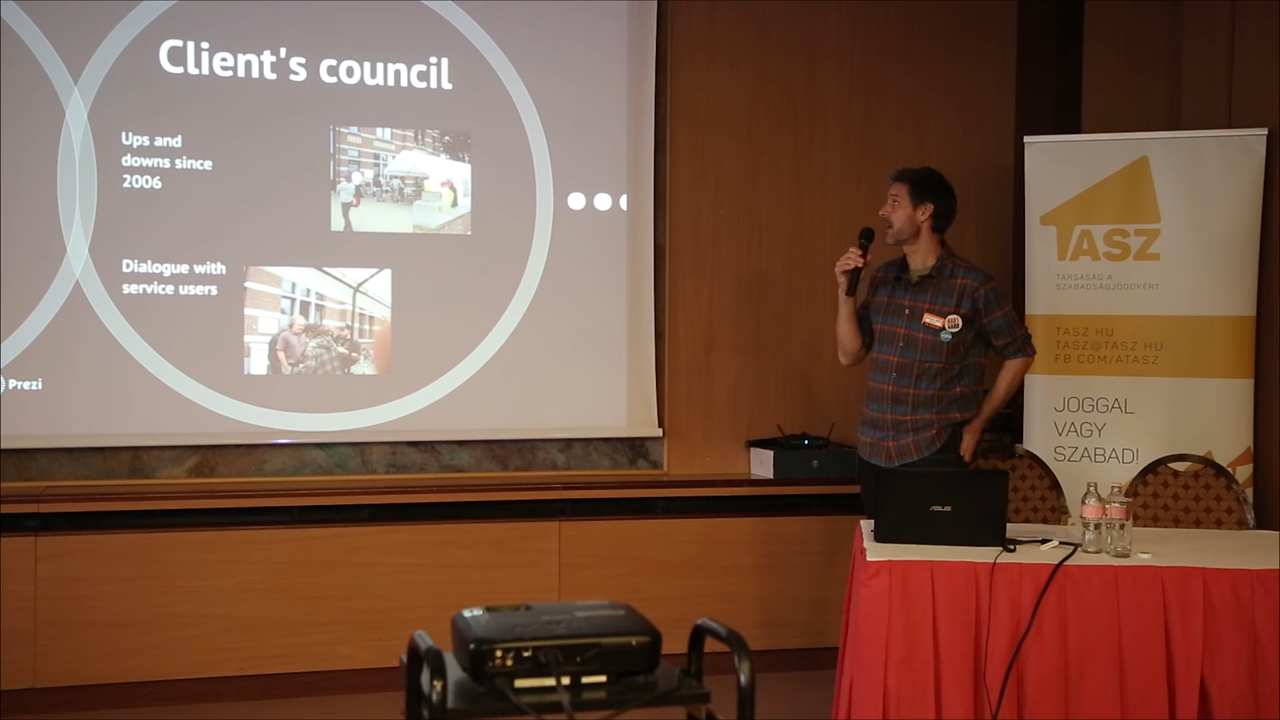 Client's council
Ups and
downs since
2006
Dialogue with
service users
Prezi
TASZ
TÁRSASÁG A
SZABADSÁGJOGOKÉRT
TASZ.HU
TASZ@TASZ.HU
FB.COM/ATASZ
JOGGAL
VAGY
SZABAD!
ASUS